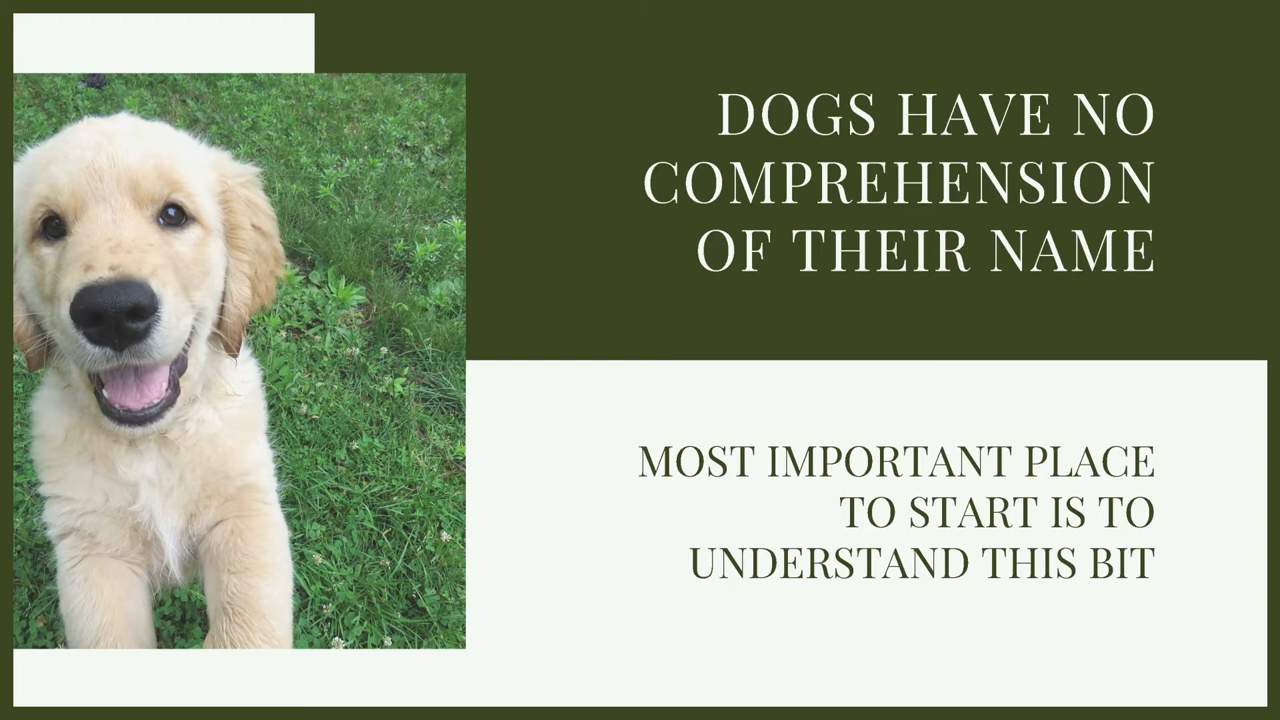 DOGS HAVE NO
COMPREHENSION
OF THEIR NAME
MOST IMPORTANT PLACE
TO START IS TO
UNDERSTAND THIS BIT